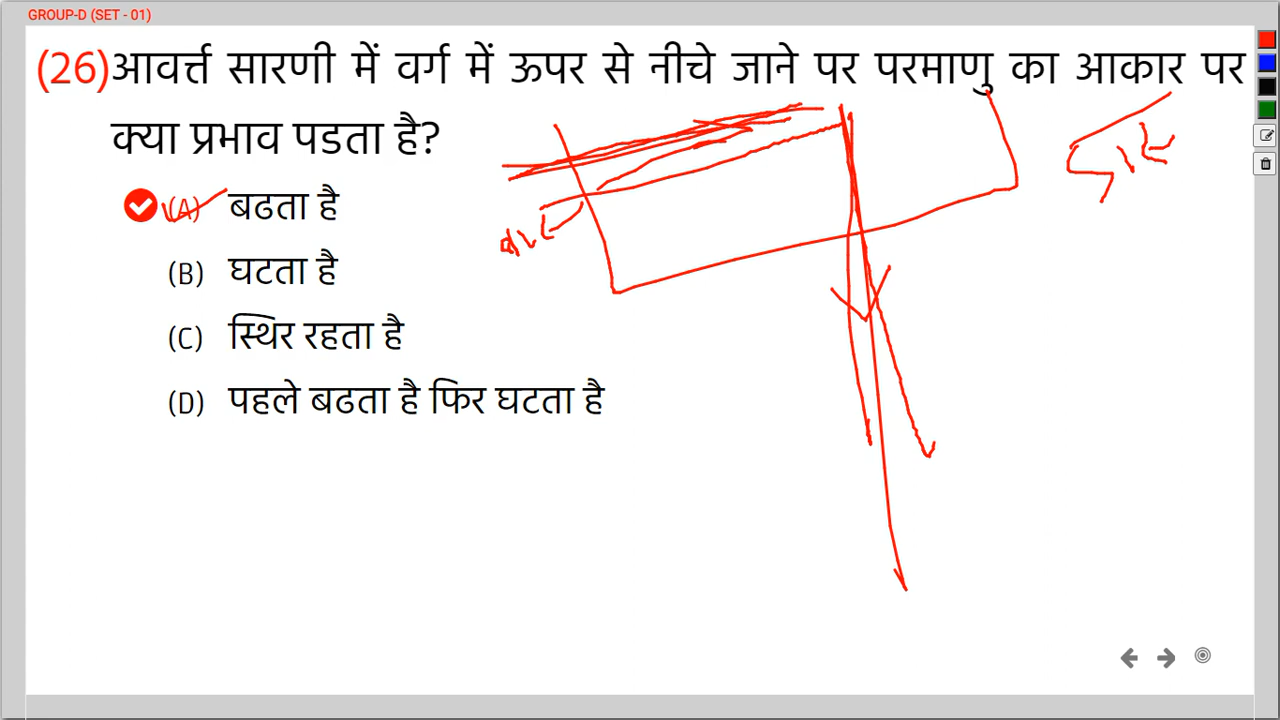 GROUP-D (SET - 01)
(26) आवर्त्त सारणी में वर्ग में ऊपर से नीचे जाने पर परमाणु का आकार पर
क्या प्रभाव पडता है?
(A) बढता है
(B) घटता है
(C) स्थिर रहता है
(D) पहले बढता है फिर घटता है